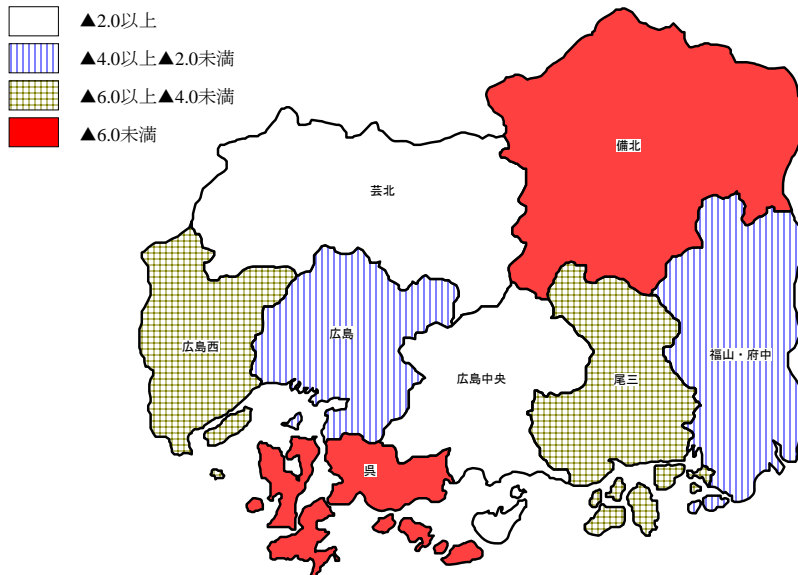 ▲2.0以上
▲4.0以上▲2.0未満
▲6.0以上▲4.0未満
▲6.0未満
備北
芸北
広島
広島西
福山・府中
広島中央
尾三
呉